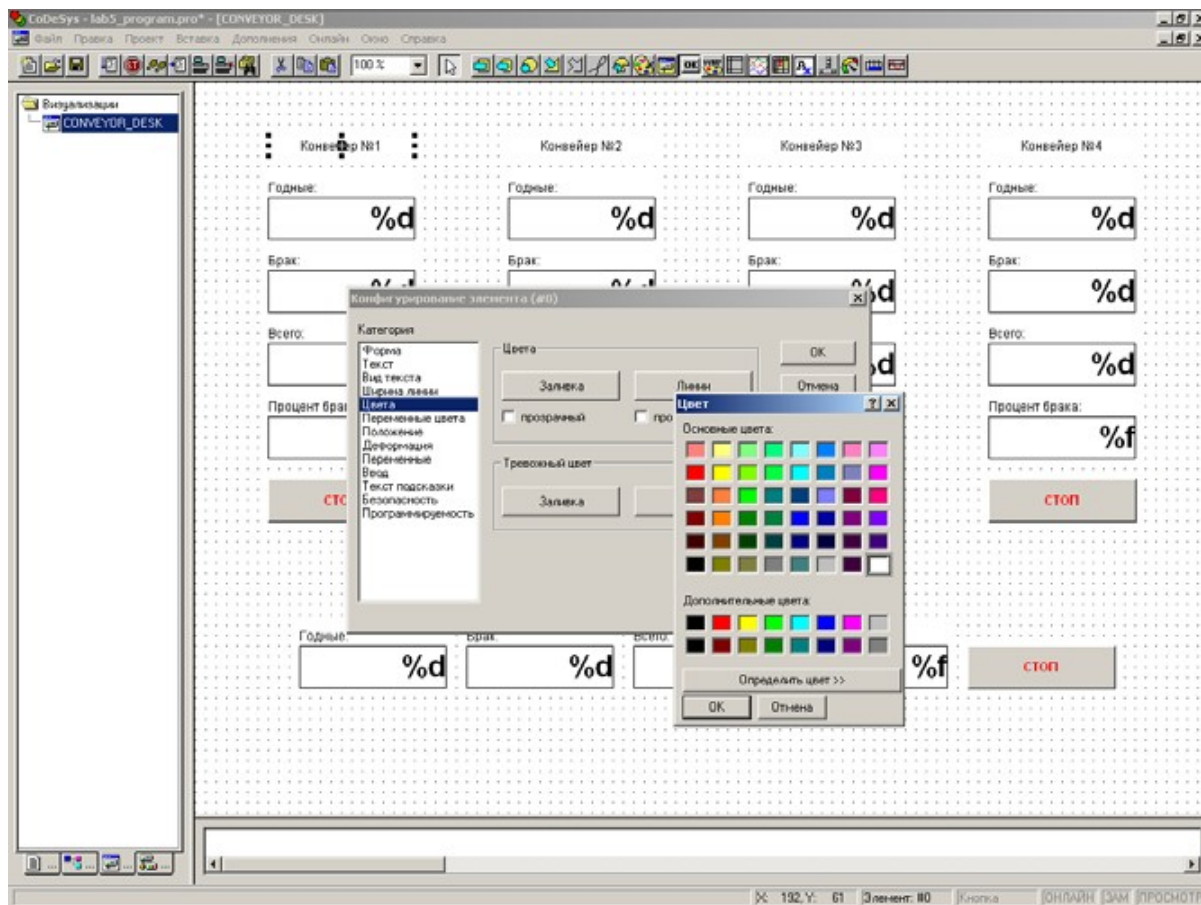 CoDeSys - lab5_program.pro* - [CONVEYOR_DESK]
Файл Правка Проект Вставка Дополнения Онлайн Окно Справка
100 %
Визуализации
CONVEYOR_DESK
Конвейер №1 Конвейер №2 Конвейер №3 Конвейер №4
Годные: Годные: Годные: Годные:
%d %d %d %d
Брак: Брак: Брак: Брак:
%d %d
Конфигурирование элемента (#0)
Категория
Форма
Текст
Вид текста
Ширина линии
Цвета
Переменные цвета
Положение
Деформация
Переменные
Ввод
Текст подсказки
Безопасность
Программируемость
Цвета
Заливка Линии
прозрачный
Тревожный цвет
Заливка
OK
Отмена
Цвет
Основные цвета:
Дополнительные цвета:
Определить цвет >>
OK Отмена
Всего: Всего:
%d
Процент Процент брака:
%f
стоп
Годные: Брак: Всего:
%d %d %f стоп
X: 192, Y: 61 Элемент: #0 Кнопка ОНЛАЙН ЗАМ